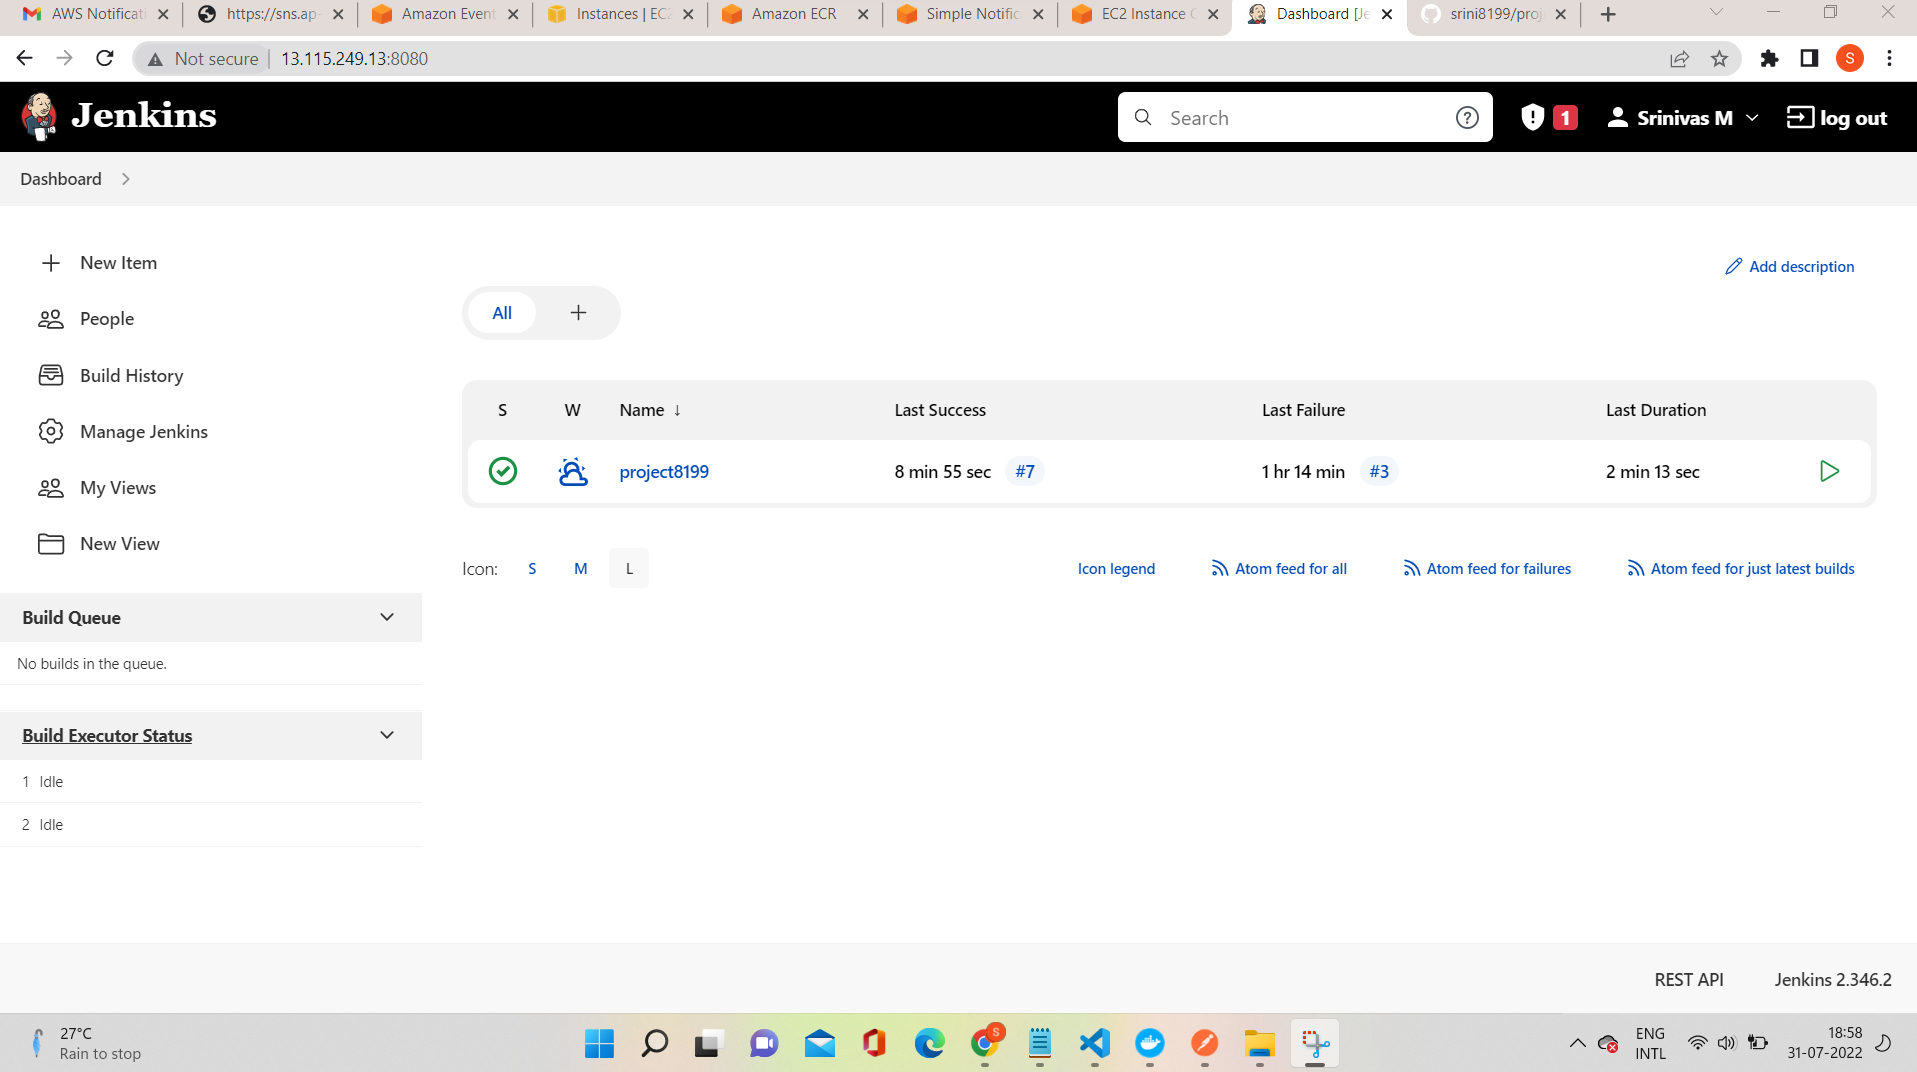 AWS Notificati
https://sns.ap-
Amazon Event
Instances | EC2
Amazon ECR
Simple Notific
EC2 Instance C
Dashboard [Je
srini8199/proj
Not secure
13.115.249.13:8080
S
Jenkins
Search
?
1
Srinivas M
log out
Dashboard
New Item
People
Build History
Manage Jenkins
My Views
New View
Add description
All
S W Name ↓ Last Success Last Failure Last Duration
project8199 8 min 55 sec #7 1 hr 14 min #3 2 min 13 sec
Icon: S M L
Icon legend Atom feed for all Atom feed for failures Atom feed for just latest builds
Build Queue
No builds in the queue.
Build Executor Status
1 Idle
2 Idle
REST API Jenkins 2.346.2
27°C
Rain to stop
S
ENG
INTL
18:58
31-07-2022